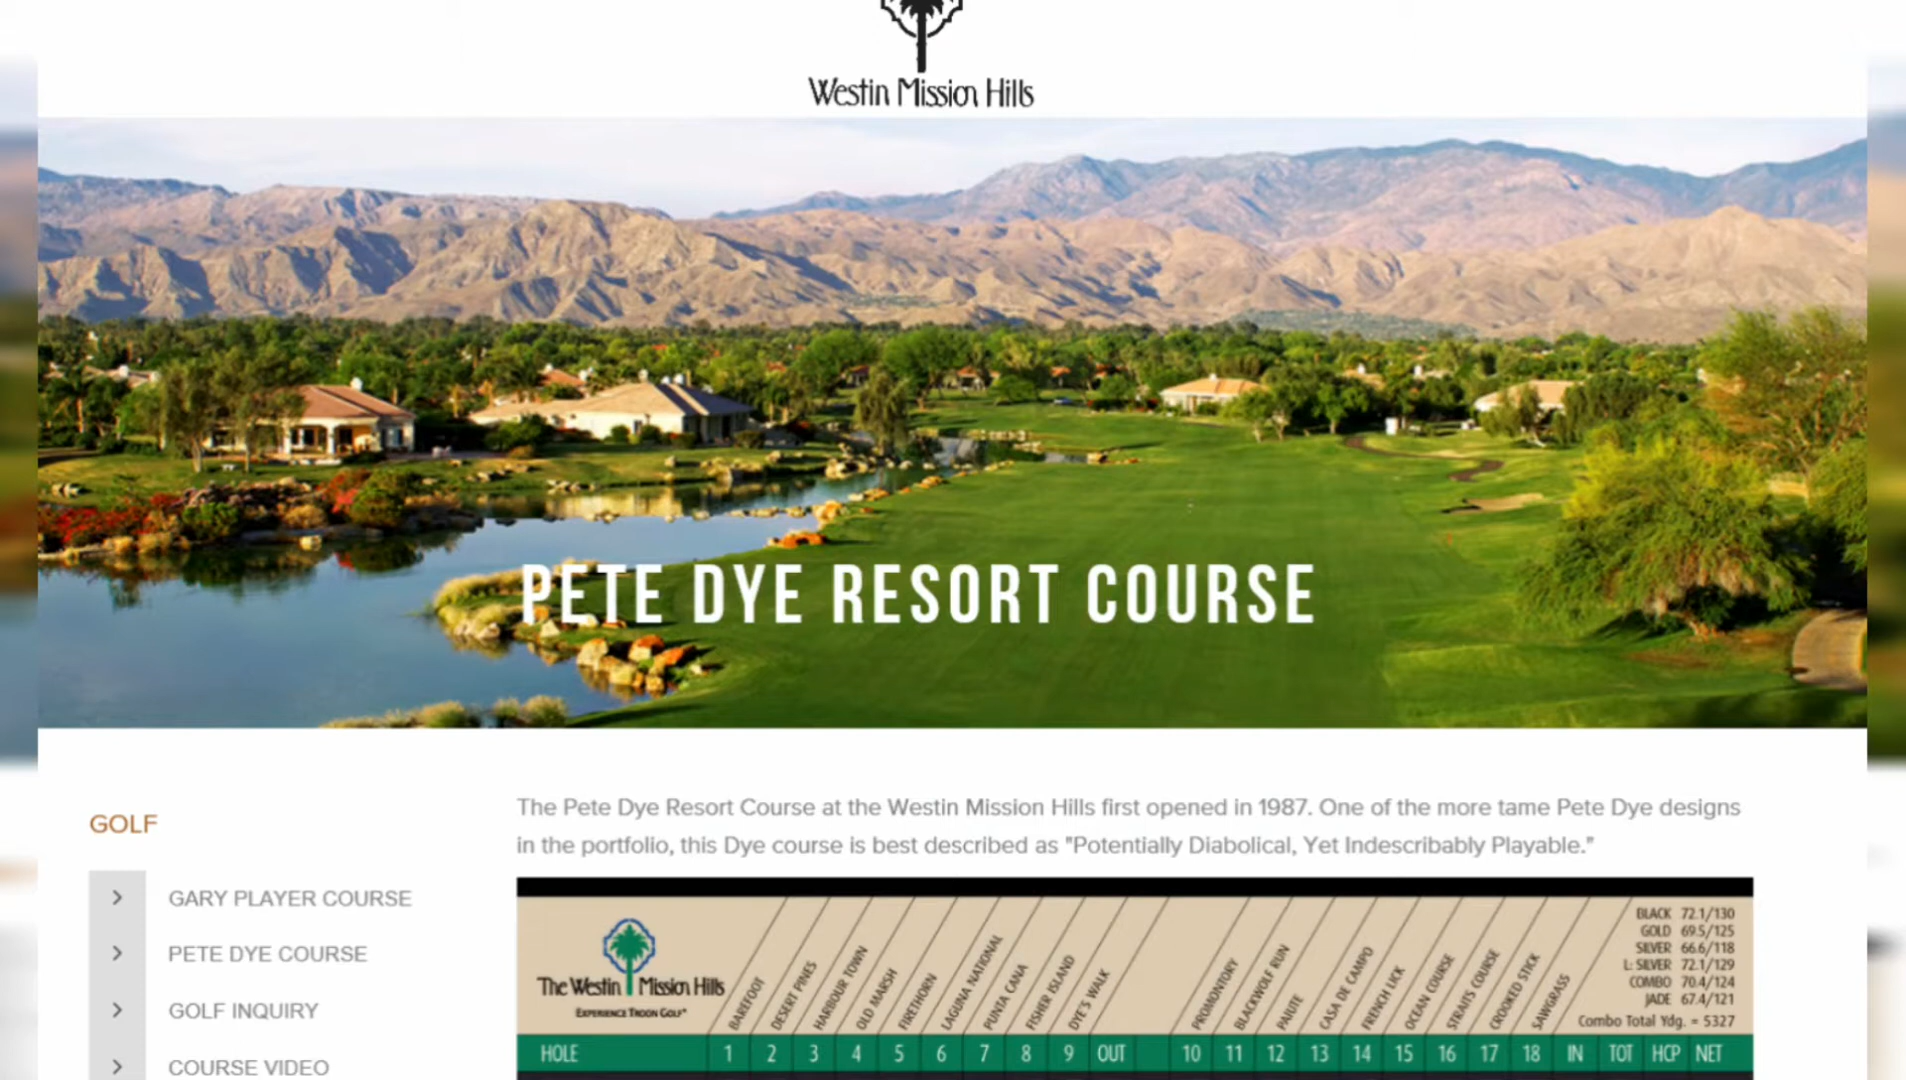 Westin Mission Hills
PETE DYE RESORT COURSE
GOLF
GARY PLAYER COURSE
PETE DYE COURSE
GOLF INQUIRY
COURSE VIDEO
The Pete Dye Resort Course at the Westin Mission Hills first opened in 1987. One of the more tame Pete Dye designs
in the portfolio, this Dye course is best described as "Potentially Diabolical, Yet Indescribably Playable."
The Westin Mission Hills
EXPERIENCE TROON GOLF®
BAREFOOT
DESERT PINES
HARBOUR TOWN
OLD MARSH
FIRETHORN
LAGUNA NATIONAL
PUNTA CANA
FISHER ISLAND
DYE'S WALK
PROMONTORY
BLACKWOLF RUN
PAIUTE
CASA DE CAMPO
FRENCH LICK
OCEAN COURSE
STRAITS COURSE
CROOKED STICK
SAWGRASS
BLACK 72.1/130
GOLD 69.5/125
SILVER 66.6/118
L: SILVER 72.1/129
COMBO 70.4/124
JADE 67.4/121
Combo Total Ydg. = 5327
HOLE 1 2 3 4 5 6 7 8 9 OUT 10 11 12 13 14 15 16 17 18 IN TOT HCP NET